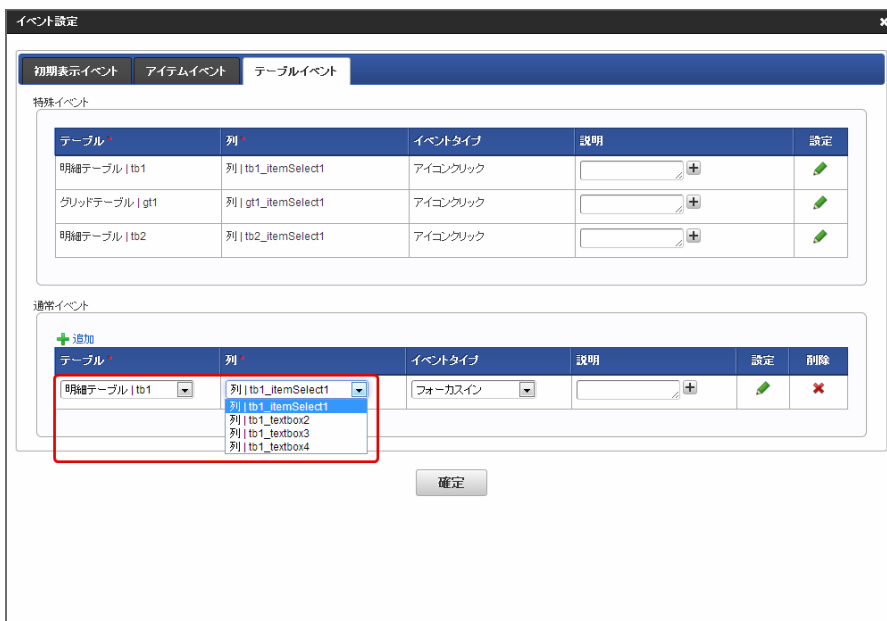 イベント設定
初期表示イベント アイテムイベント テーブルイベント
特殊イベント
テーブル* 列* イベントタイプ 説明 設定
明細テーブル | tb1 列 | tb1_itemSelect1 アイコンクリック
グリッドテーブル | gt1 列 | gt1_itemSelect1 アイコンクリック
明細テーブル | tb2 列 | tb2_itemSelect1 アイコンクリック
通常イベント
追加
テーブル* 列* イベントタイプ 説明 設定 削除
明細テーブル | tb1 列 | tb1_itemSelect1 フォーカスイン
列 | tb1_itemSelect1
列 | tb1_textbox2
列 | tb1_textbox3
列 | tb1_textbox4
確定